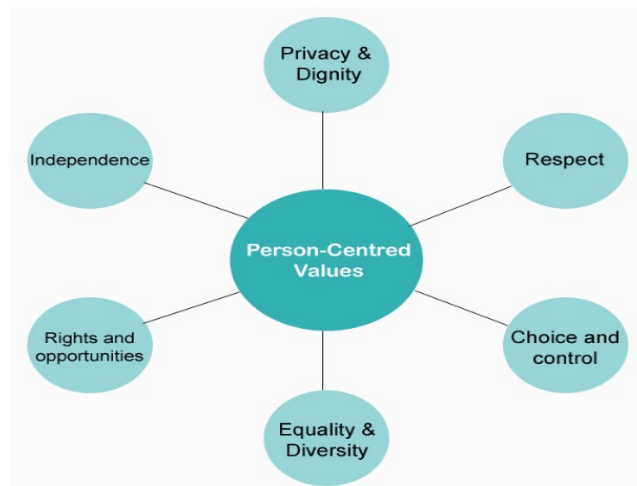 Privacy &
Dignity
Independence
Respect
Person-Centred
Values
Rights and
opportunities
Choice and
control
Equality &
Diversity